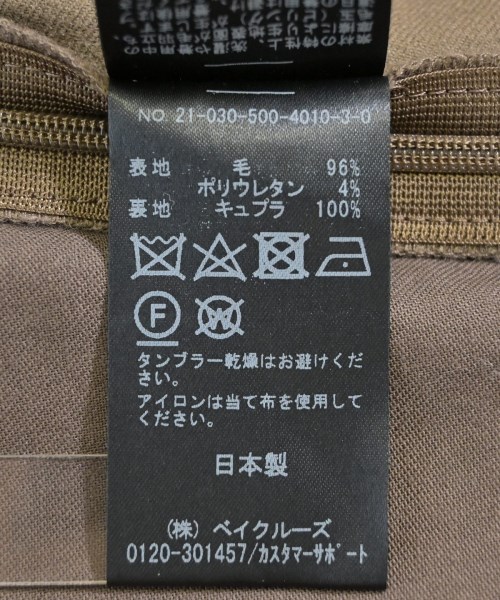 NO. 21-030-500-4010-3-0
表地 毛 96%
ポリウレタン 4%
裏地 キュプラ 100%
F W
タンブラー乾燥はお避けくださ
い。
アイロンは当て布を使用して
ください。
日本製
(株) ベイクルーズ
0120-301457/カスタマーサポート